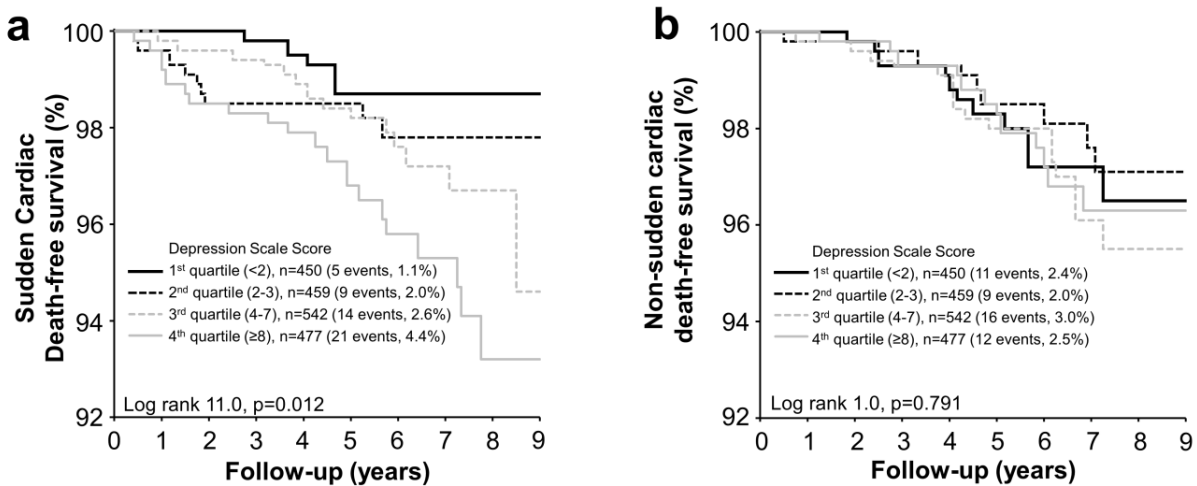 a
Sudden Cardiac
Death-free survival (%)
100
98
96
94
92
Depression Scale Score
1st quartile (<2), n=450 (5 events, 1.1%)
2nd quartile (2-3), n=459 (9 events, 2.0%)
3rd quartile (4-7), n=542 (14 events, 2.6%)
4th quartile (≥8), n=477 (21 events, 4.4%)
Log rank 11.0, p=0.012
0 1 2 3 4 5 6 7 8 9
Follow-up (years)
b
Non-sudden cardiac
death-free survival (%)
100
98
96
94
92
Depression Scale Score
1st quartile (<2), n=450 (11 events, 2.4%)
2nd quartile (2-3), n=459 (9 events, 2.0%)
3rd quartile (4-7), n=542 (16 events, 3.0%)
4th quartile (≥8), n=477 (12 events, 2.5%)
Log rank 1.0, p=0.791
0 1 2 3 4 5 6 7 8 9
Follow-up (years)